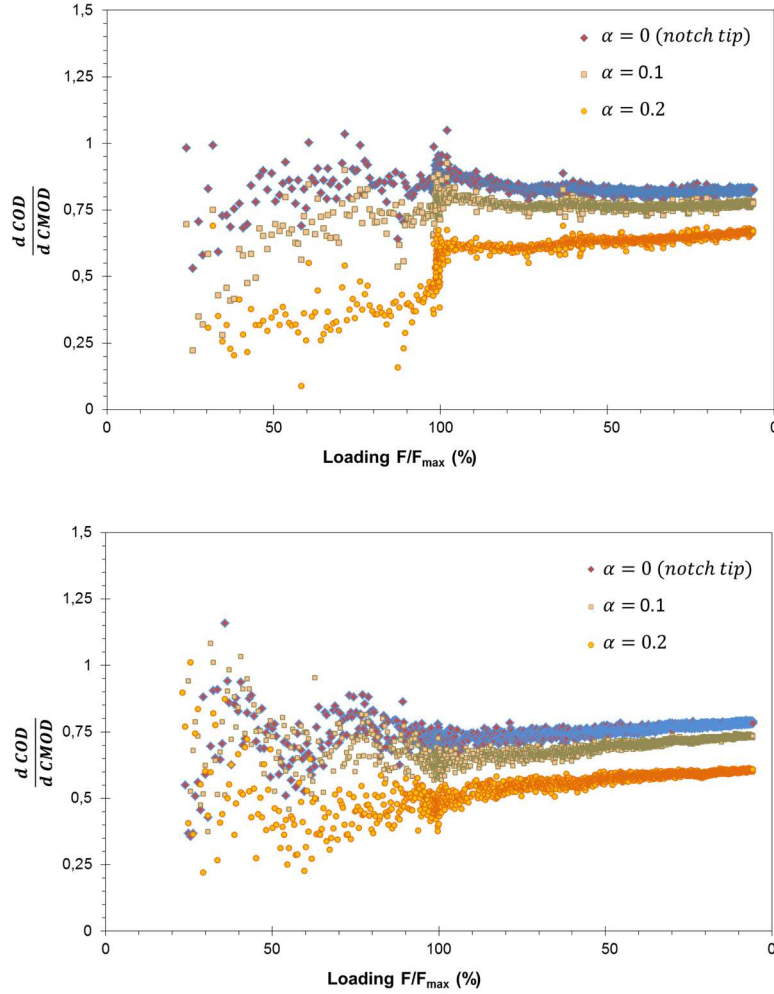 1,5
1,25
1
0,75
0,5
0,25
0
d COD
d CMOD
α = 0 (notch tip)
α = 0.1
α = 0.2
0 50 100 50 0
Loading F/Fmax (%)
1,5
1,25
1
0,75
0,5
0,25
0
d COD
d CMOD
α = 0 (notch tip)
α = 0.1
α = 0.2
0 50 100 50 0
Loading F/Fmax (%)